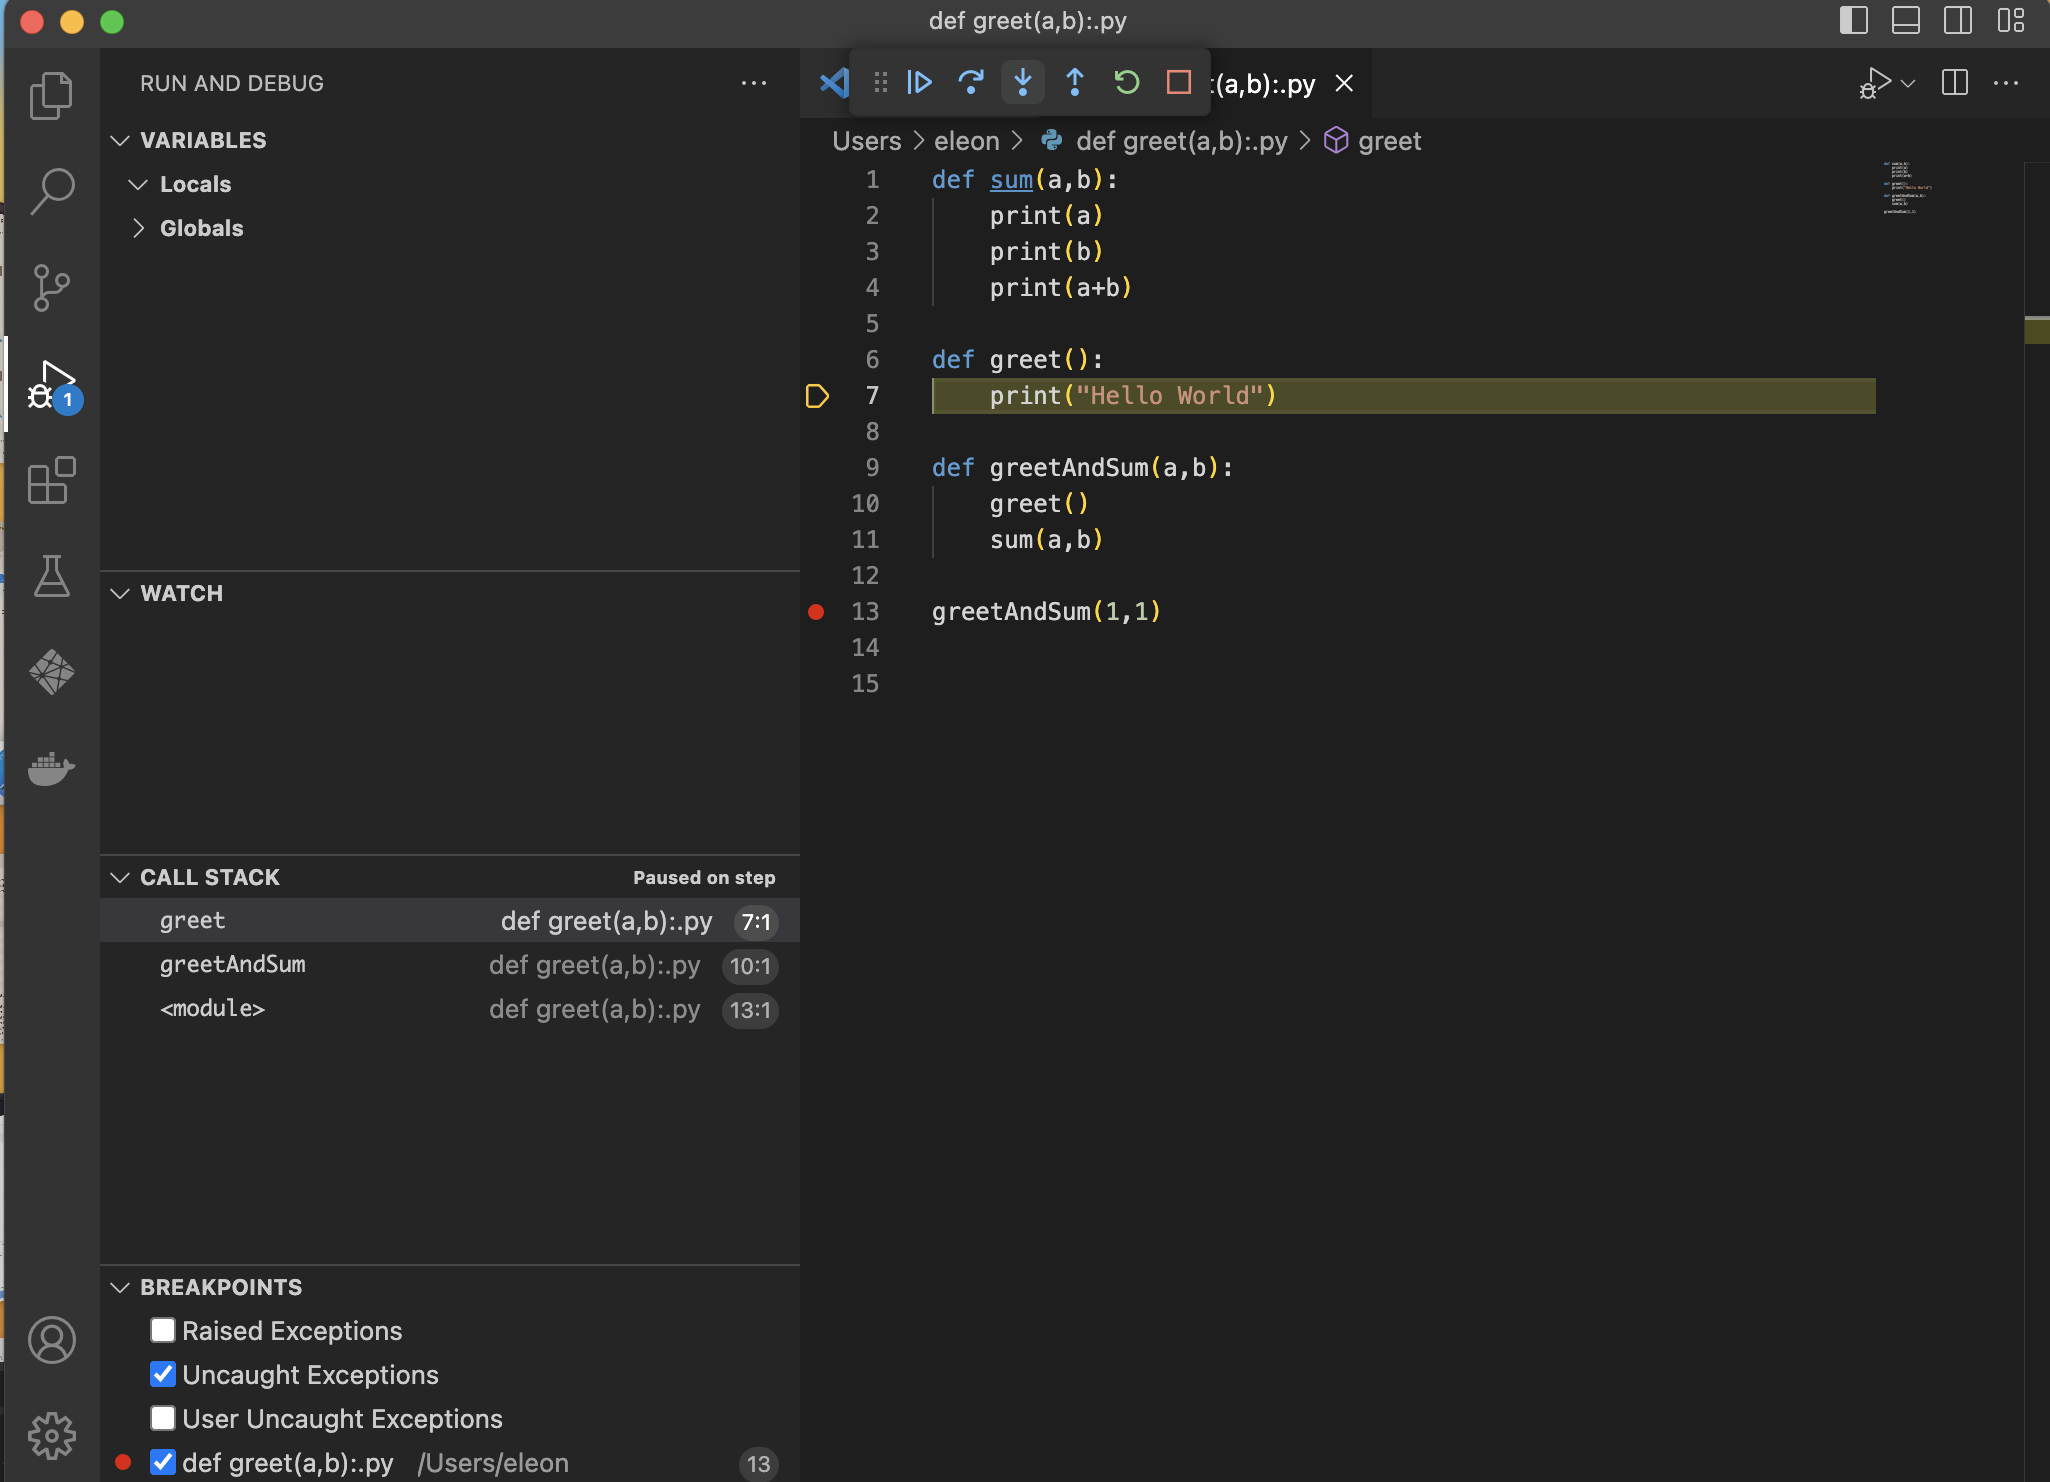 def greet(a,b):.py
RUN AND DEBUG
VARIABLES
Locals
Globals
WATCH
CALL STACK Paused on step
greet def greet(a,b):.py 7:1
greetAndSum def greet(a,b):.py 10:1
<module> def greet(a,b):.py 13:1
BREAKPOINTS
Raised Exceptions
Uncaught Exceptions
User Uncaught Exceptions
def greet(a,b):.py /Users/eleon 13
1
(a,b):.py
Users > eleon > def greet(a,b):.py > greet
1 def sum(a,b):
2 print(a)
3 print(b)
4 print(a+b)
5
6 def greet():
7 print("Hello World")
8
9 def greetAndSum(a,b):
10 greet()
11 sum(a,b)
12
13 greetAndSum(1,1)
14
15